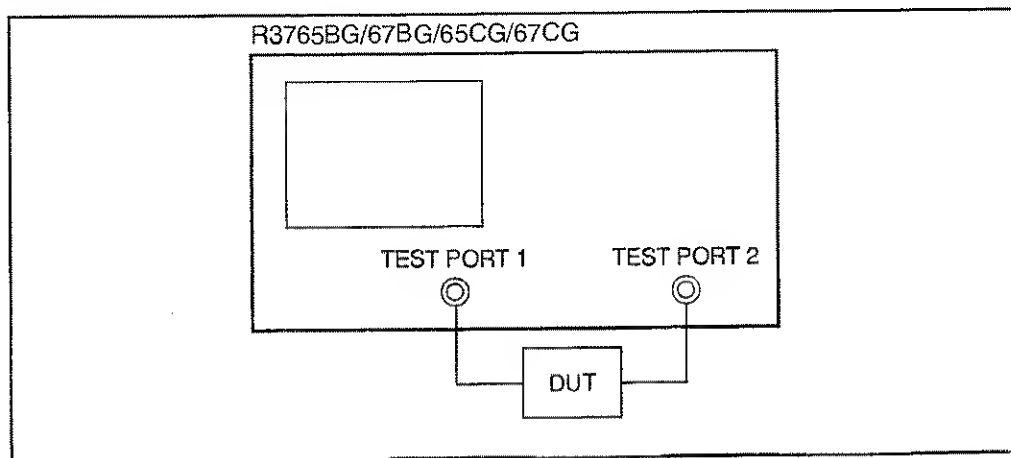 R3765BG/67BG/65CG/67CG
TEST PORT 1
TEST PORT 2
DUT